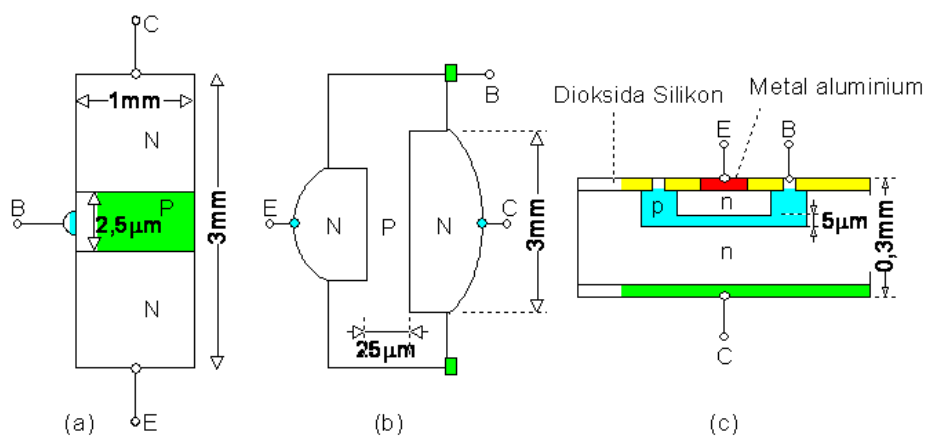 C
1mm
N
P
B
2,5µm
3mm
N
E
(a)
B
E
N
P
N
C
3mm
25µm
(b)
Dioksida Silikon
Metal aluminium
E
B
p
n
5µm
0,3mm
n
C
(c)